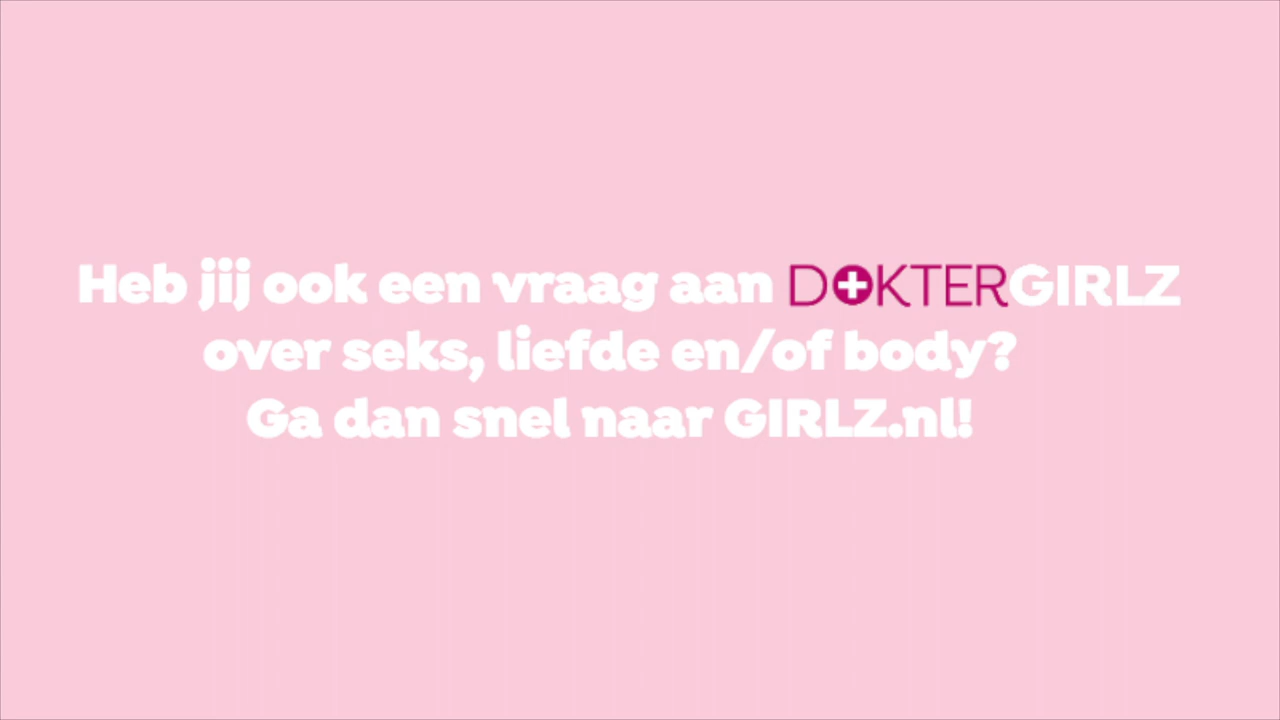 Heb jij ook een vraag aan DOKTERGIRLZ
over seks, liefde en/of body?
Ga dan snel naar GIRLZ.nl!